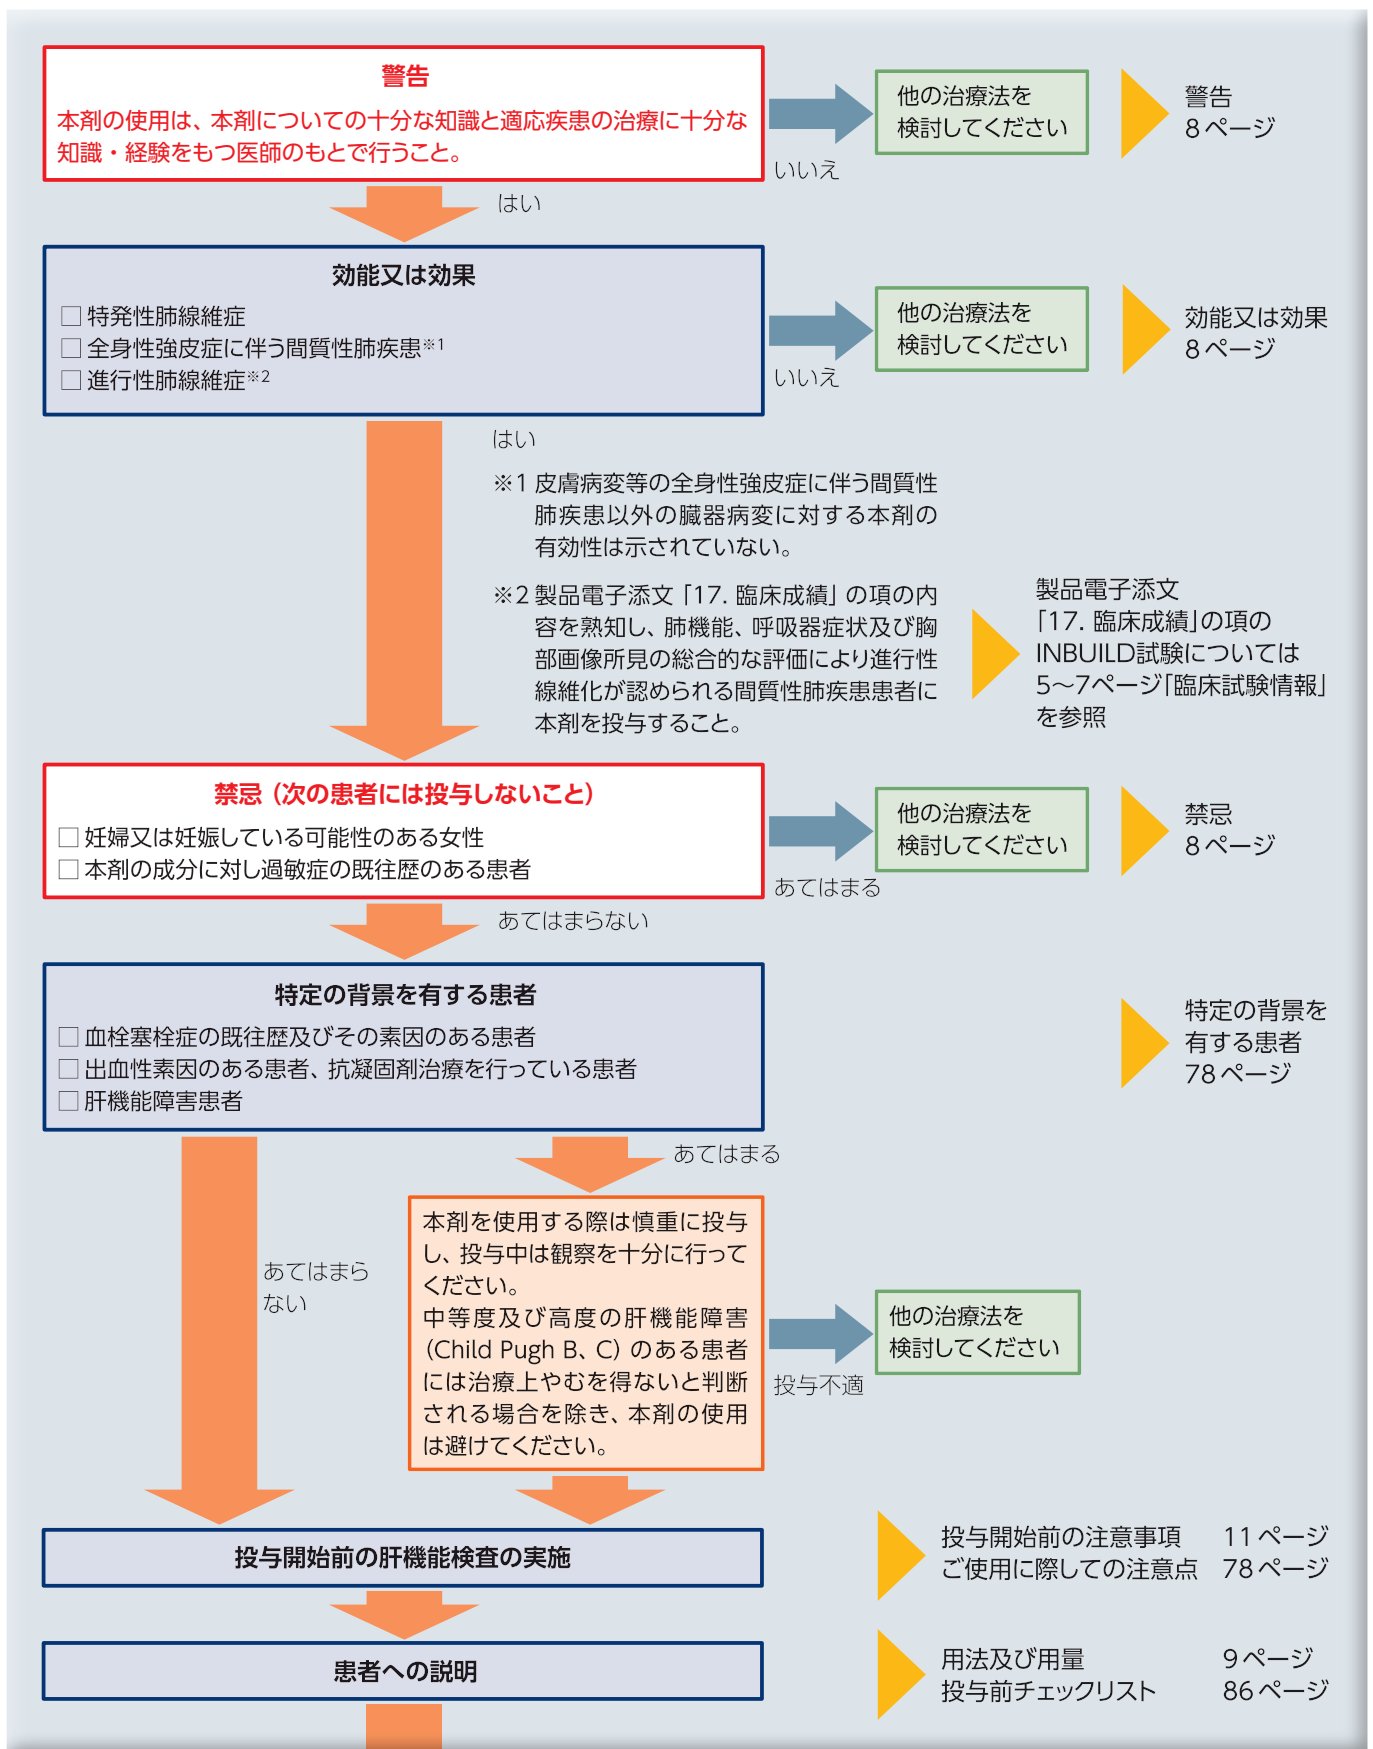 警告
本剤の使用は、本剤についての十分な知識と適応疾患の治療に十分な
知識・経験をもつ医師のもとで行うこと。
いいえ
他の治療法を
検討してください
警告
8ページ
はい
効能又は効果
□ 特発性肺線維症
□ 全身性強皮症に伴う間質性肺疾患※1
□ 進行性肺線維症※2
いいえ
他の治療法を
検討してください
効能又は効果
8ページ
はい
※1 皮膚病変等の全身性強皮症に伴う間質性
肺疾患以外の臓器病変に対する本剤の
有効性は示されていない。
※2 製品電子添文「17. 臨床成績」の項の内
容を熟知し、肺機能、呼吸器症状及び胸
部画像所見の総合的な評価により進行性
線維化が認められる間質性肺疾患患者に
本剤を投与すること。
製品電子添文
「17. 臨床成績」の項の
INBUILD試験については
5〜7ページ「臨床試験情報」
を参照
禁忌（次の患者には投与しないこと）
□ 妊婦又は妊娠している可能性のある女性
□ 本剤の成分に対し過敏症の既往歴のある患者
あてはまる
他の治療法を
検討してください
禁忌
8ページ
あてはまらない
特定の背景を有する患者
□ 血栓塞栓症の既往歴及びその素因のある患者
□ 出血性素因のある患者、抗凝固剤治療を行っている患者
□ 肝機能障害患者
特定の背景を
有する患者
78ページ
あてはまる
あてはまら
ない
本剤を使用する際は慎重に投与
し、投与中は観察を十分に行って
ください。
中等度及び高度の肝機能障害
（Child Pugh B、C）のある患者
には治療上やむを得ないと判断
される場合を除き、本剤の使用
は避けてください。
投与不適
他の治療法を
検討してください
投与開始前の肝機能検査の実施
投与開始前の注意事項 11ページ
ご使用に際しての注意点 78ページ
患者への説明
用法及び用量 9ページ
投与前チェックリスト 86ページ